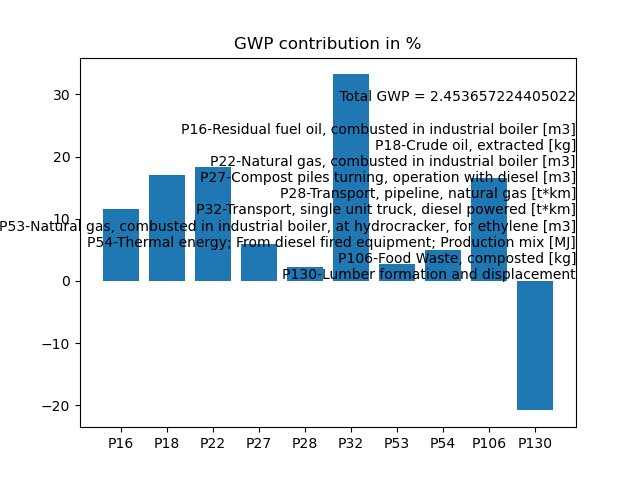 GWP contribution in %
Total GWP = 2.453657224405022
P16-Residual fuel oil, combusted in industrial boiler [m3]
P18-Crude oil, extracted [kg]
P22-Natural gas, combusted in industrial boiler [m3]
P27-Compost piles turning, operation with diesel [m3]
P28-Transport, pipeline, natural gas [t*km]
P32-Transport, single unit truck, diesel powered [t*km]
P53-Natural gas, combusted in industrial boiler, at hydrocracker, for ethylene [m3]
P54-Thermal energy; From diesel fired equipment; Production mix [MJ]
P106-Food Waste, composted [kg]
P130-Lumber formation and displacement
30
20
10
0
−10
−20
P16 P18 P22 P27 P28 P32 P53 P54 P106 P130